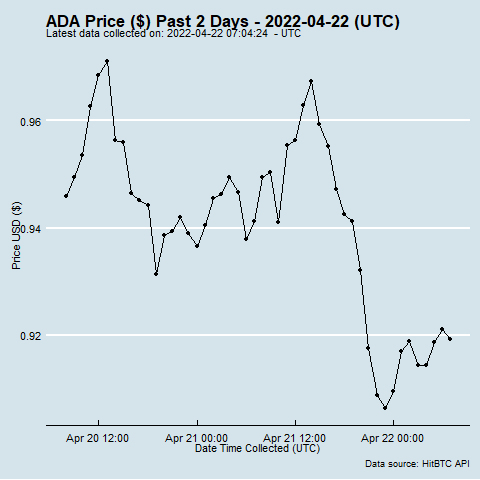 ADA Price ($) Past 2 Days - 2022-04-22 (UTC)
Latest data collected on: 2022-04-22 07:04:24  - UTC
0.96
0.94
0.92
Price USD ($)
Apr 20 12:00
Apr 21 00:00
Apr 21 12:00
Apr 22 00:00
Date Time Collected (UTC)
Data source: HitBTC API